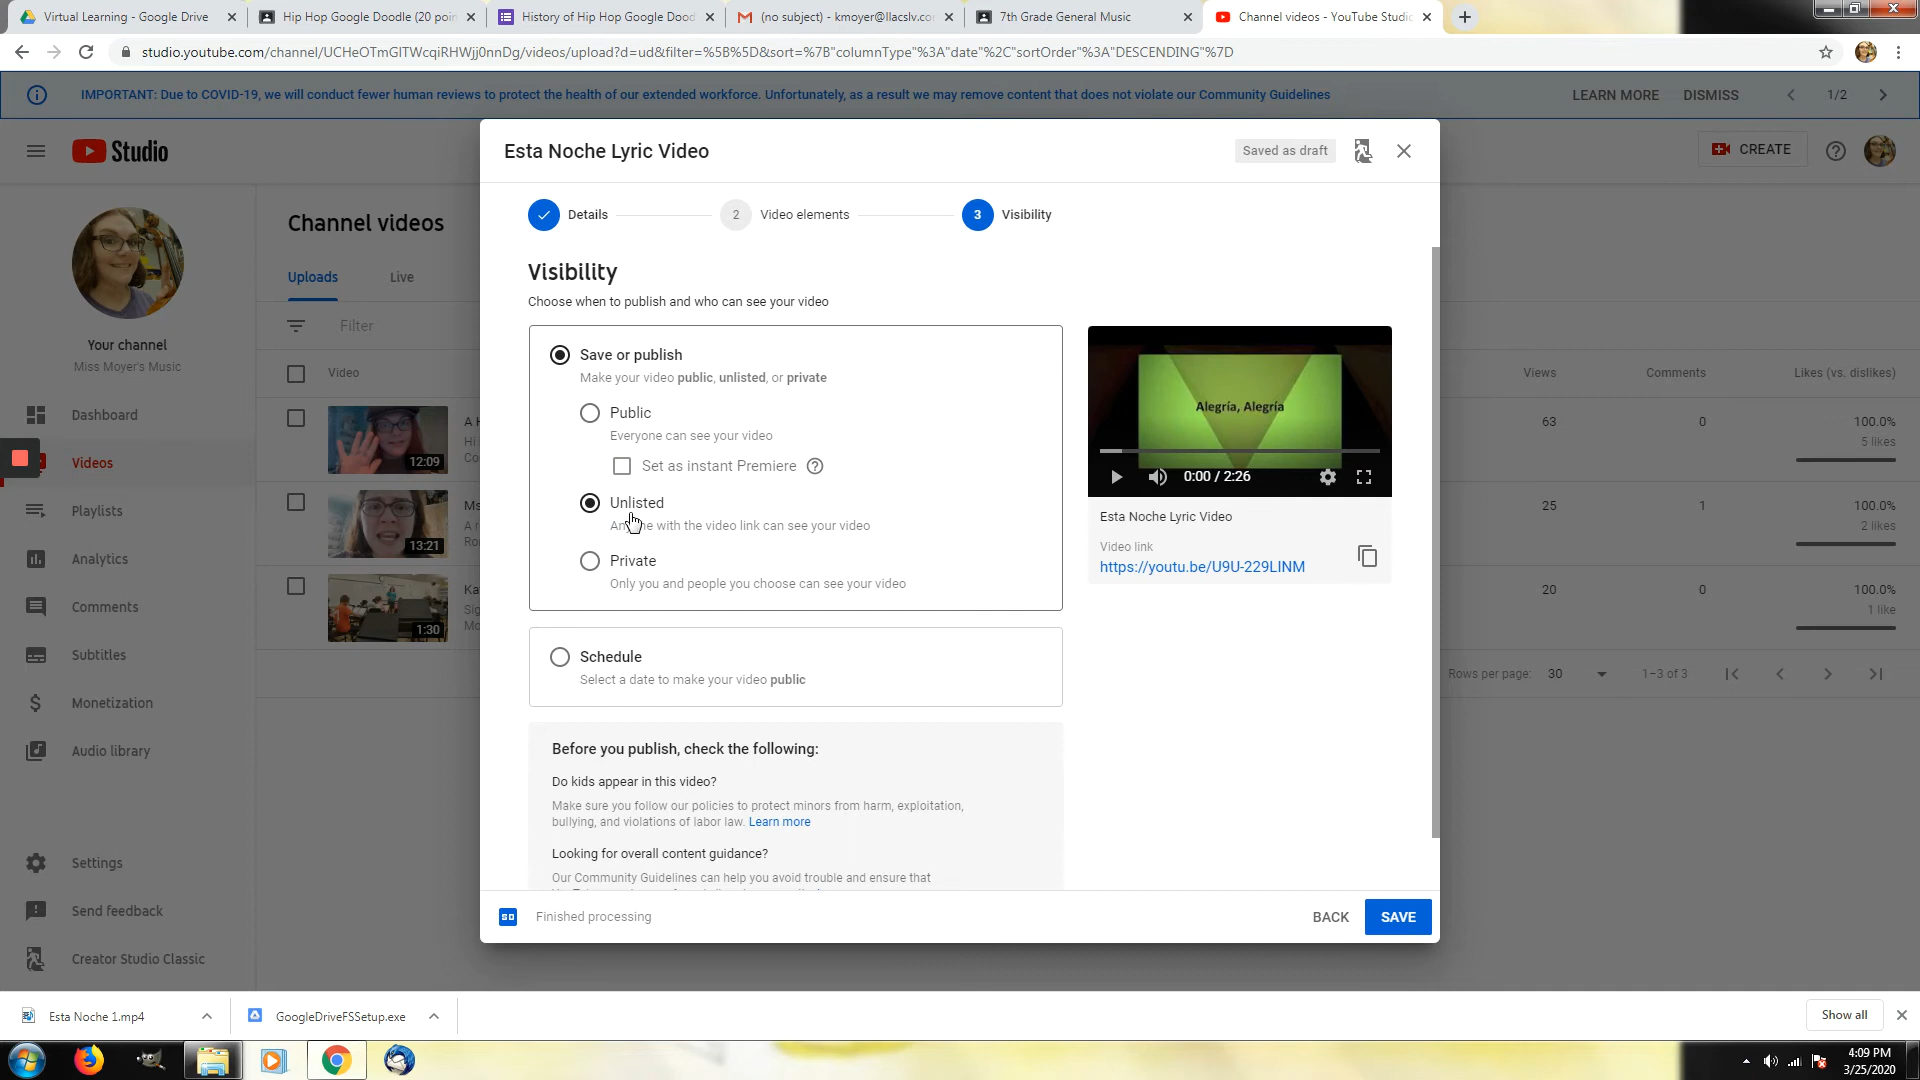 Virtual Learning - Google Drive
Hip Hop Google Doodle (20 poin
History of Hip Hop Google Dood
(no subject) - kmoyer@llacslv.co
7th Grade General Music
Channel videos - YouTube Studio
studio.youtube.com/channel/UCHeOTmGlTWcqiRHWjj0nnDg/videos/upload?d=ud&filter=%5B%5D&sort=%7B"columnType"%3A"date"%2C"sortOrder"%3A"DESCENDING"%7D
IMPORTANT: Due to COVID-19, we will conduct fewer human reviews to protect the health of our extended workforce. Unfortunately, as a result we may remove content that does not violate our Community Guidelines
LEARN MORE
DISMISS
1/2
Studio
CREATE
Your channel
Miss Moyer's Music
Dashboard
Videos
Playlists
Analytics
Comments
Subtitles
Monetization
Audio library
Settings
Send feedback
Creator Studio Classic
Channel videos
Uploads
Live
Filter
Video
12:09
A H
Hi
Co
13:21
Ms
A r
1:30
Ka
Sig
Mo
Esta Noche Lyric Video
Saved as draft
Details
2
Video elements
3
Visibility
Visibility
Choose when to publish and who can see your video
Save or publish
Make your video public, unlisted, or private
Public
Everyone can see your video
Set as instant Premiere
Unlisted
with the video link can see your video
Private
Only you and people you choose can see your video
Schedule
Select a date to make your video public
Before you publish, check the following:
Do kids appear in this video?
Make sure you follow our policies to protect minors from harm, exploitation,
bullying, and violations of labor law. Learn more
Looking for overall content guidance?
Our Community Guidelines can help you avoid trouble and ensure that
Alegría, Alegría
0:00 / 2:26
Esta Noche Lyric Video
Video link
https://youtu.be/U9U-229LINM
SD
Finished processing
BACK
SAVE
Views
Comments
Likes (vs. dislikes)
63
0
100.0%
5 likes
25
1
100.0%
2 likes
20
0
100.0%
1 like
Rows per page:
30
1–3 of 3
Esta Noche 1.mp4
GoogleDriveFSSetup.exe
Show all
4:09 PM
3/25/2020